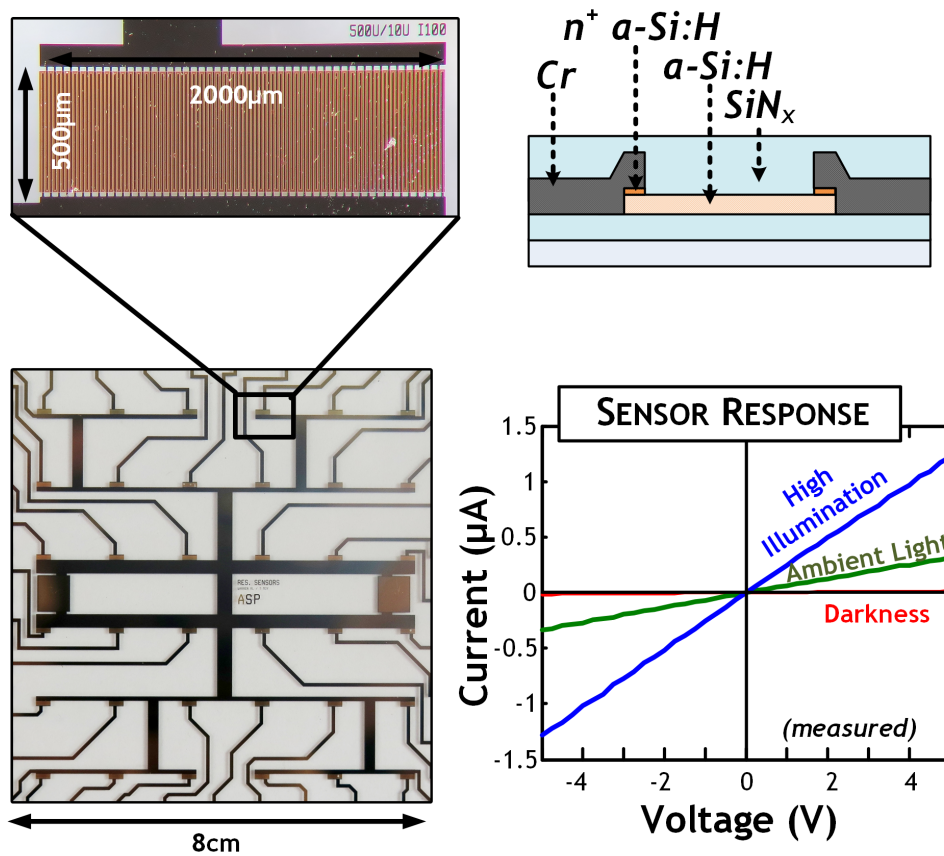 500U/10U I100
2000µm
500µm
n⁺ a-Si:H
a-Si:H
Cr
SiNₓ
RES. SENSORS
ASP
8cm
SENSOR RESPONSE
1.5
1
0.5
0
-0.5
-1
-1.5
High
Illumination
Ambient Light
Darkness
(measured)
-4
-2
0
2
4
Current (µA)
Voltage (V)